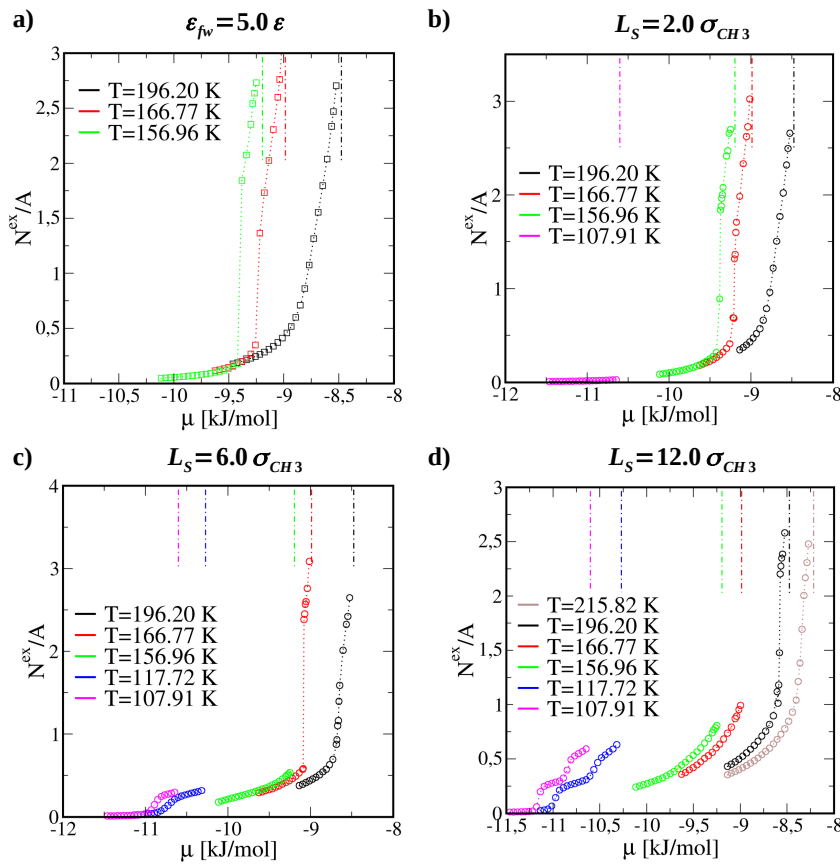 a)
ε_fw=5.0 ε
T=196.20 K
T=166.77 K
T=156.96 K
N^ex/A
3
2,5
2
1,5
1
0,5
0
-11 -10,5 -10 -9,5 -9 -8,5 -8
μ [kJ/mol]
b)
L_S=2.0 σ_CH3
T=196.20 K
T=166.77 K
T=156.96 K
T=107.91 K
N^ex/A
3
2
1
0
-12 -11 -10 -9 -8
μ [kJ/mol]
c)
L_S=6.0 σ_CH3
T=196.20 K
T=166.77 K
T=156.96 K
T=117.72 K
T=107.91 K
N^ex/A
4
3
2
1
0
-12 -11 -10 -9 -8
μ [kJ/mol]
d)
L_S=12.0 σ_CH3
T=215.82 K
T=196.20 K
T=166.77 K
T=156.96 K
T=117.72 K
T=107.91 K
N^ex/A
3
2,5
2
1,5
1
0,5
0
-11,5 -11 -10,5 -10 -9,5 -9 -8,5 -8
μ [kJ/mol]